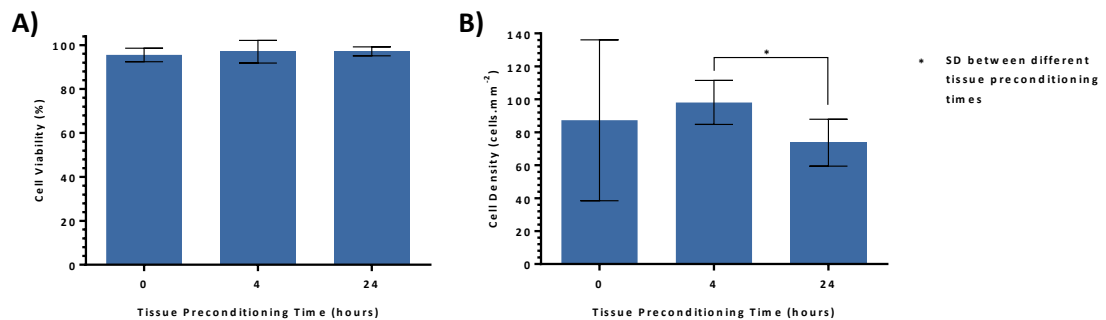 A)
Cell Viability (%)
100
80
60
40
20
0
0 4 24
Tissue Preconditioning Time (hours)
B)
Cell Density (cells.mm⁻²)
140
120
100
80
60
40
20
0
*
0 4 24
Tissue Preconditioning Time (hours)
* SD between different
tissue preconditioning
times